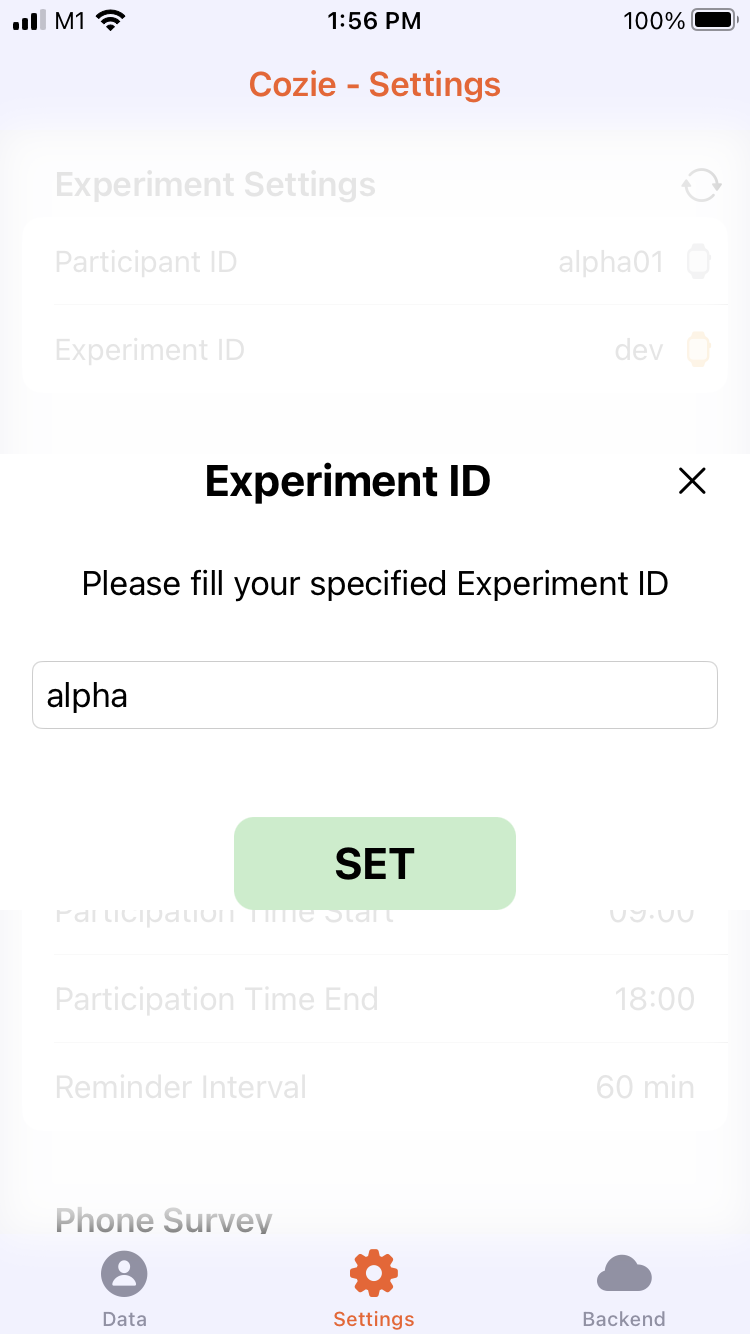 M1 1:56 PM 100%
Cozie - Settings
Experiment Settings
Participant ID alpha01
Experiment ID dev
Experiment ID
Please fill your specified Experiment ID
alpha
SET
Participation Time Start 09:00
Participation Time End 18:00
Reminder Interval 60 min
Phone Survey
Data Settings Backend